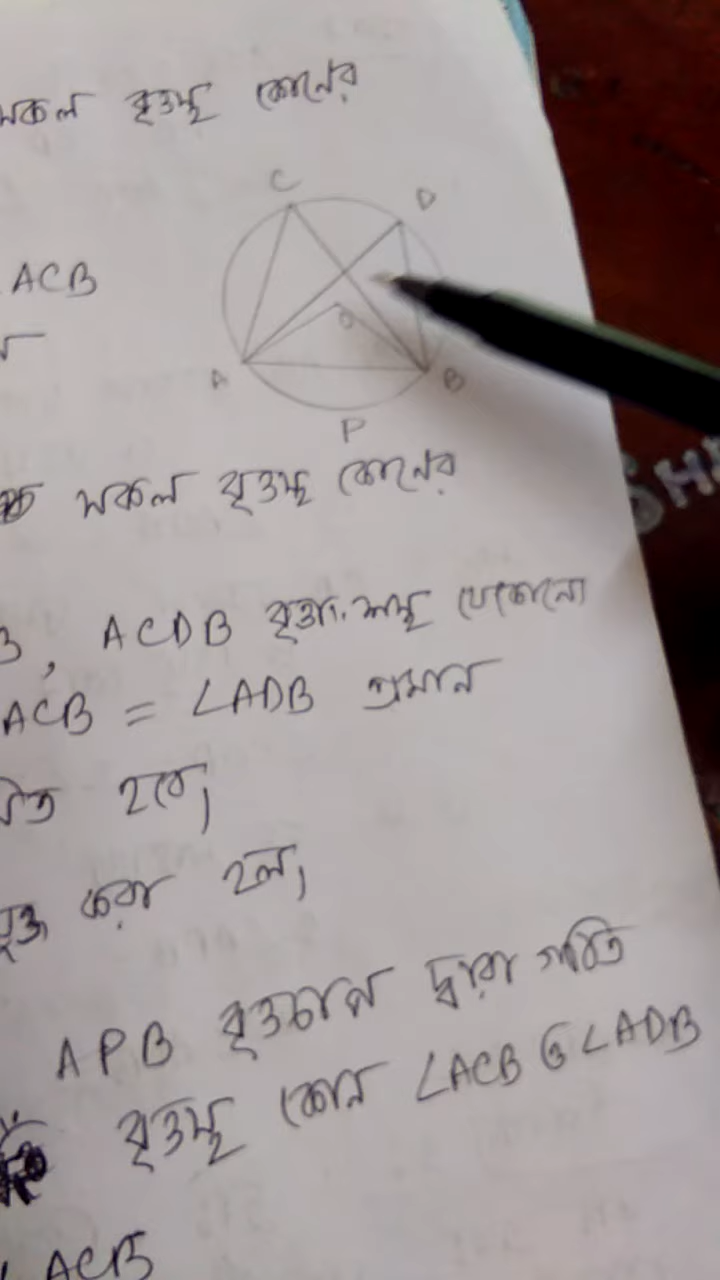 সকল বৃত্তস্থ কোনের
C
D
ACB
O
A
B
P
সকল বৃত্তস্থ কোনের
B, ACDB বৃত্তাংশস্থ যেকোনো
ACB = ∠ADB প্রমান
হবে।
করা হল।
APB বৃত্তচাপ দ্বারা গঠিত
বৃত্তস্থ কোন ∠ACB ও ∠ADB
∠ACB